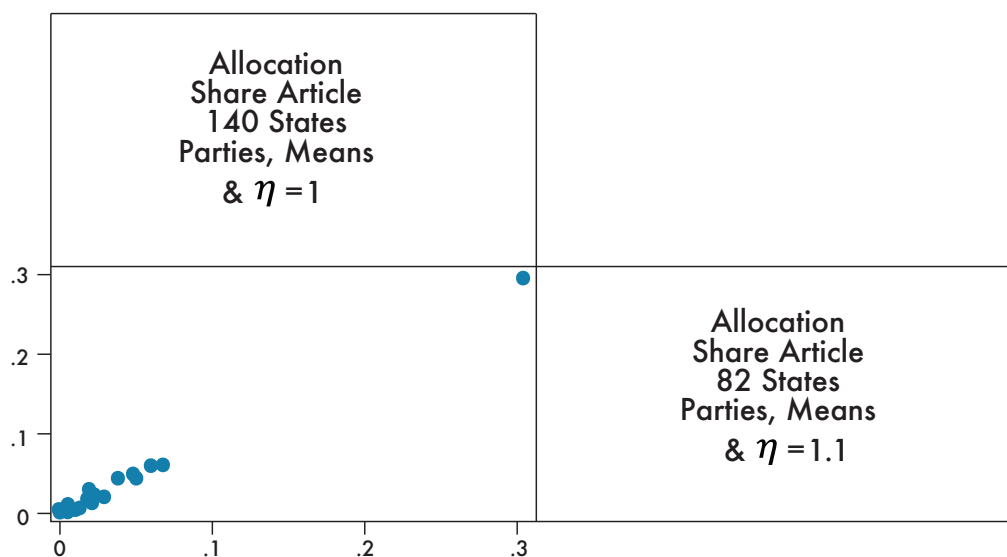 Allocation
Share Article
140 States
Parties, Means
& η =1
.3
.2
.1
0
Allocation
Share Article
82 States
Parties, Means
& η =1.1
0
.1
.2
.3